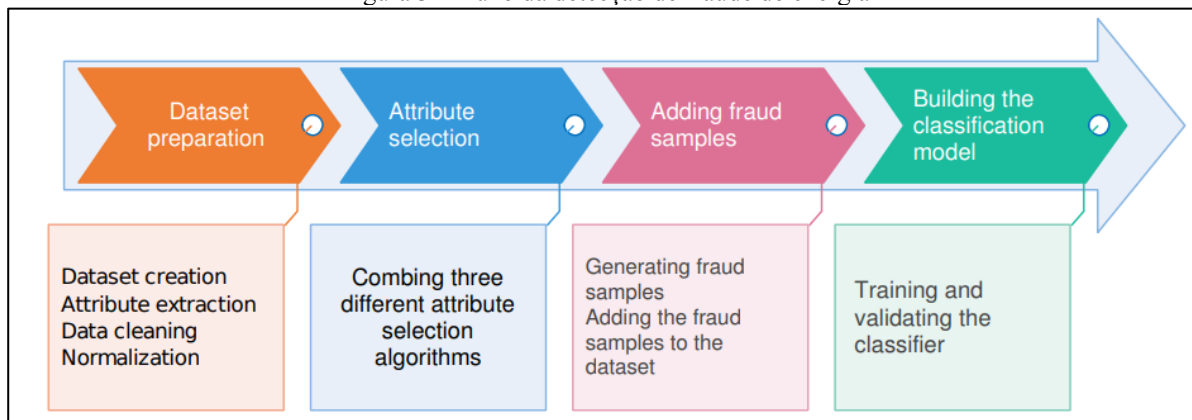 Dataset
preparation
Attribute
selection
Adding fraud
samples
Building the
classification
model
Dataset creation
Attribute extraction
Data cleaning
Normalization
Combing three
different attribute
selection
algorithms
Generating fraud
samples
Adding the fraud
samples to the
dataset
Training and
validating the
classifier